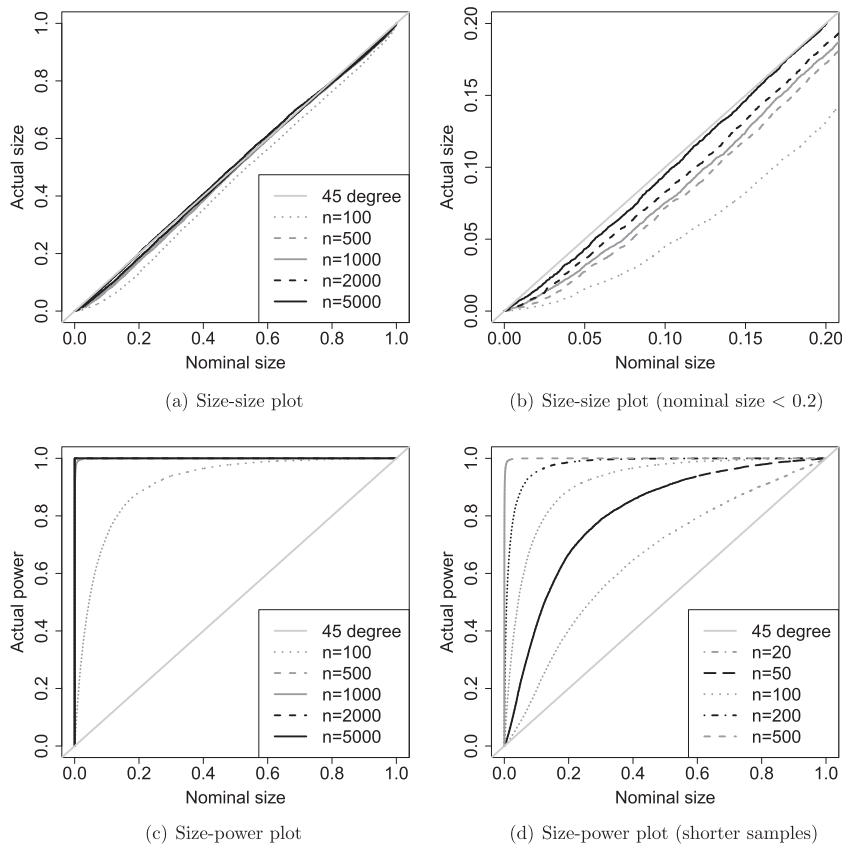 1.0
0.8
0.6
0.4
0.2
0.0
Actual size
0.0 0.2 0.4 0.6 0.8 1.0
Nominal size
45 degree
n=100
n=500
n=1000
n=2000
n=5000
(a) Size-size plot
0.20
0.15
0.10
0.05
0.00
Actual size
0.00 0.05 0.10 0.15 0.20
Nominal size
(b) Size-size plot (nominal size < 0.2)
1.0
0.8
0.6
0.4
0.2
0.0
Actual power
0.0 0.2 0.4 0.6 0.8 1.0
Nominal size
45 degree
n=100
n=500
n=1000
n=2000
n=5000
(c) Size-power plot
1.0
0.8
0.6
0.4
0.2
0.0
Actual power
0.0 0.2 0.4 0.6 0.8 1.0
Nominal size
45 degree
n=20
n=50
n=100
n=200
n=500
(d) Size-power plot (shorter samples)